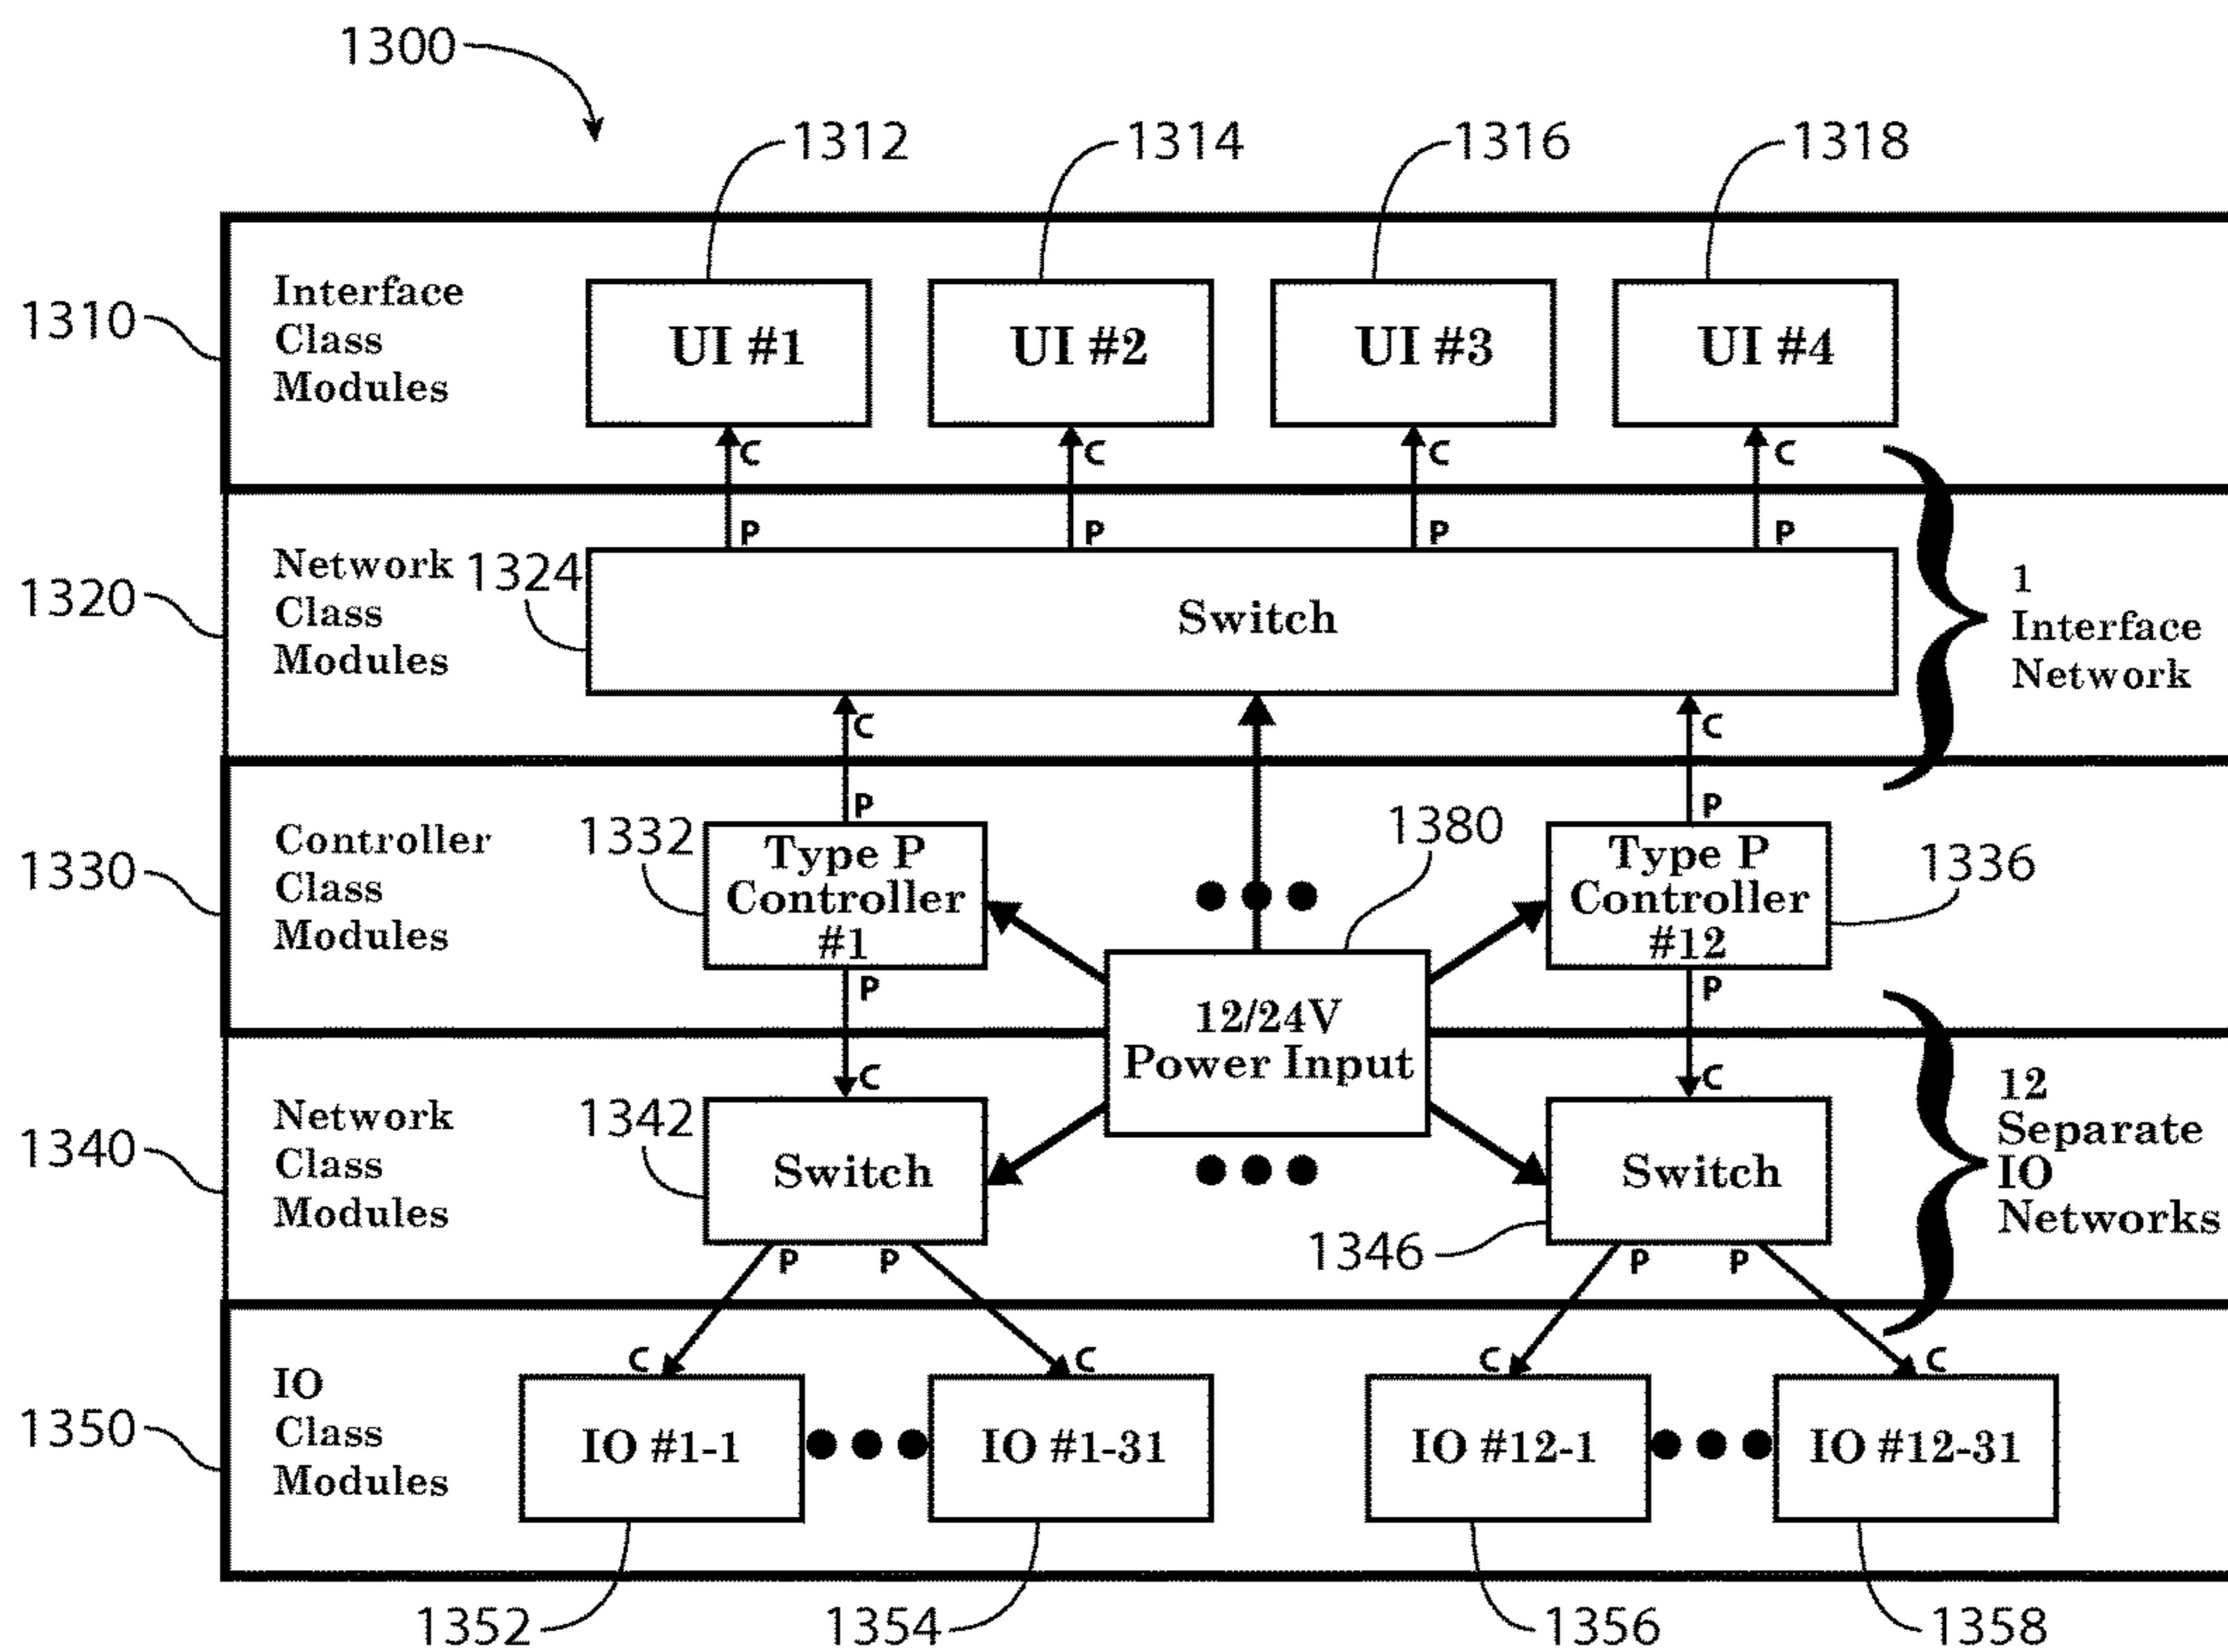 1300
1312
1314
1316
1318
1310
Interface
Class
Modules
UI #1
UI #2
UI #3
UI #4
C
C
C
C
P
P
P
P
1320
Network
Class
Modules
1324
Switch
1
Interface
Network
C
C
P
P
1330
Controller
Class
Modules
1332
Type P
Controller
#1
1380
Type P
Controller
#12
1336
P
P
12/24V
Power Input
C
C
1340
Network
Class
Modules
1342
Switch
1346
Switch
12
Separate
IO
Networks
P
P
P
P
C
C
C
C
1350
IO
Class
Modules
IO #1-1
IO #1-31
IO #12-1
IO #12-31
1352
1354
1356
1358